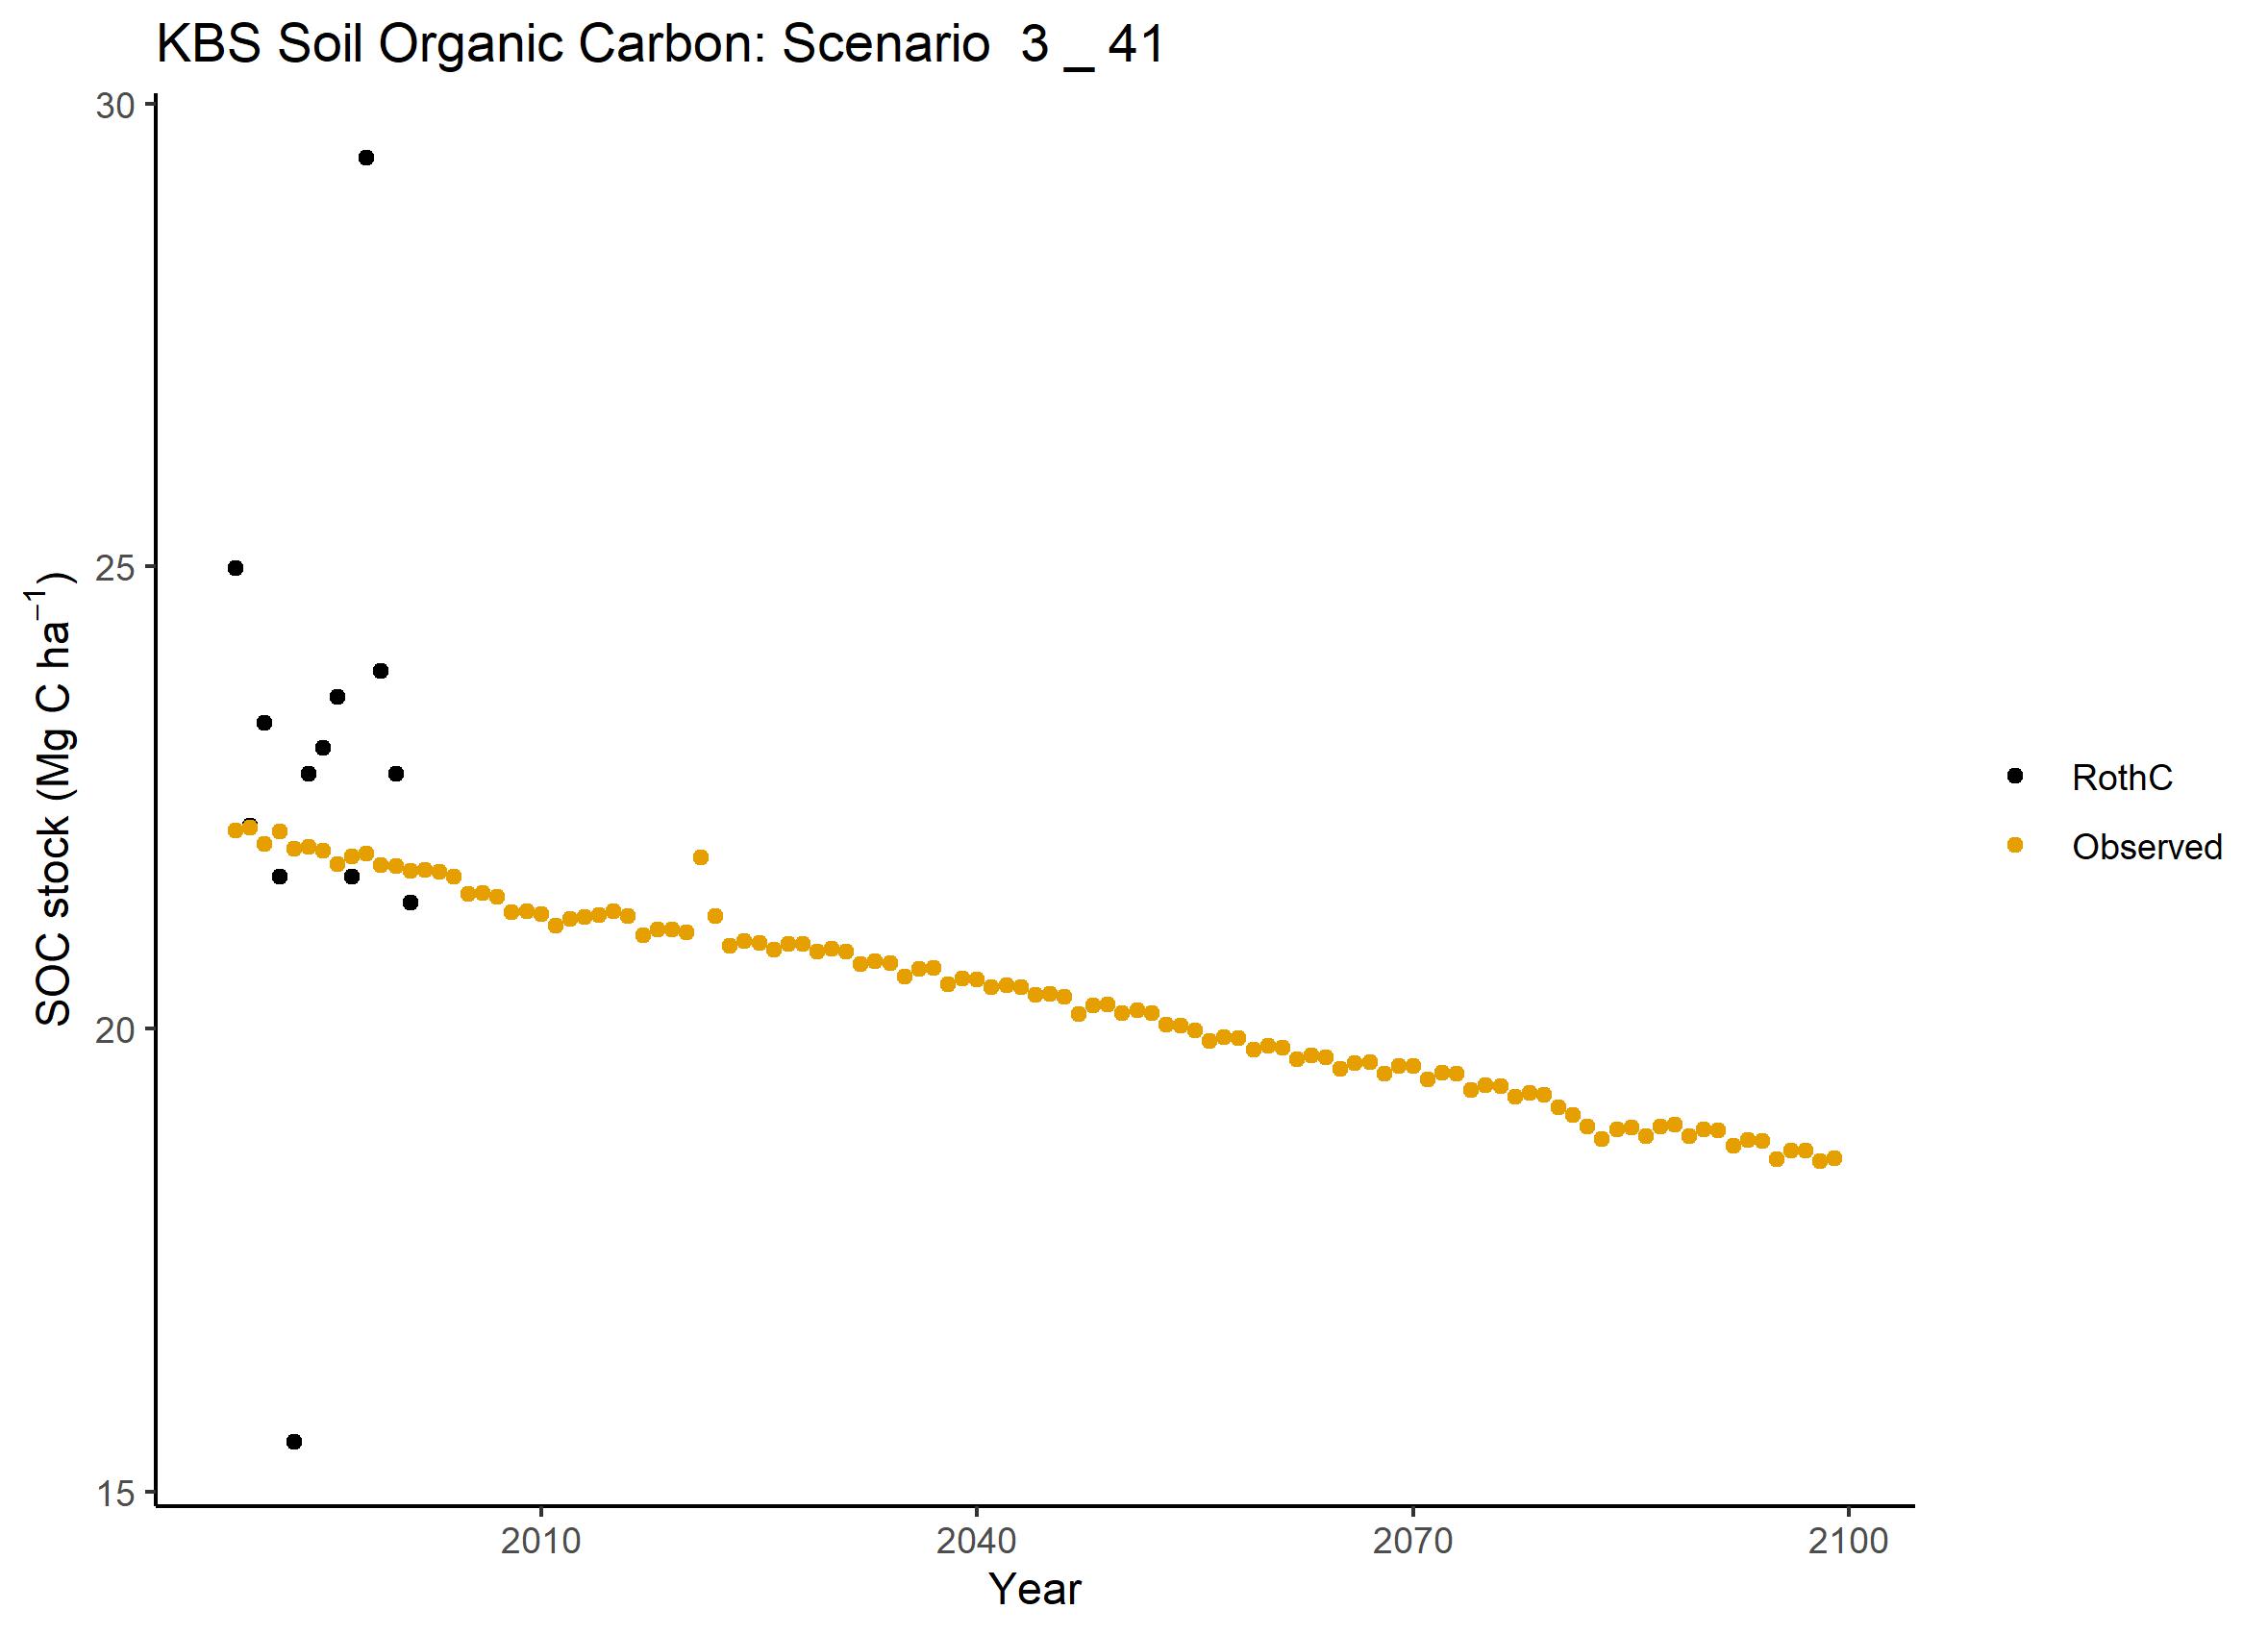 KBS Soil Organic Carbon: Scenario  3 _ 41
30
25
20
15
SOC stock (Mg C ha⁻¹)
2010
2040
2070
2100
Year
RothC
Observed